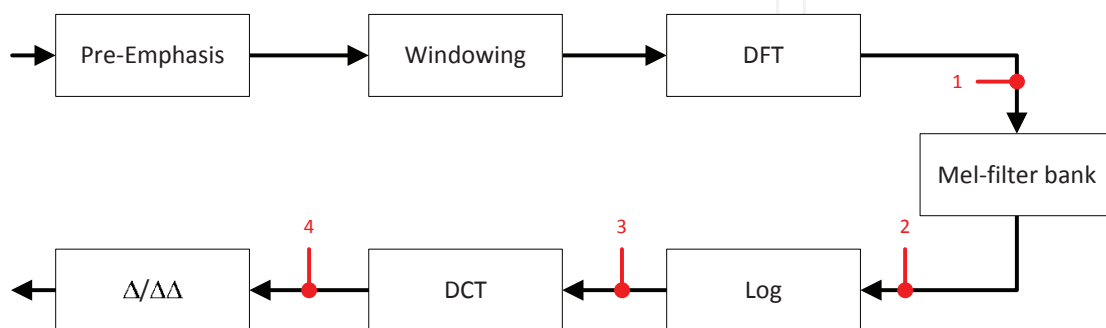 Pre-Emphasis
Windowing
DFT
1
Mel-filter bank
2
Log
3
DCT
4
Δ/ΔΔ